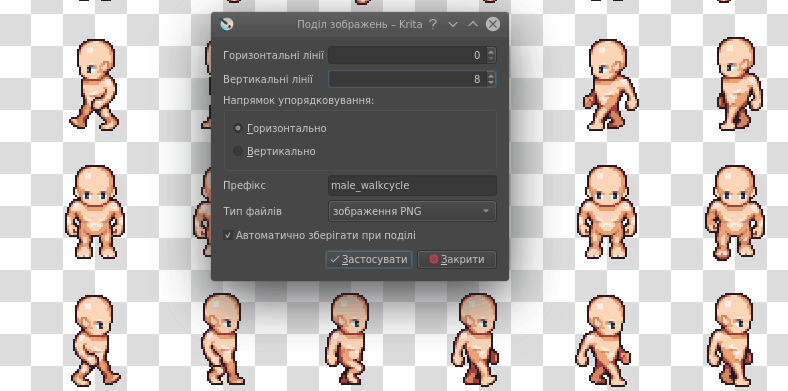 Поділ зображень – Krita
Горизонтальні лінії 0
Вертикальні лінії 8
Напрямок упорядковування:
Горизонтально
Вертикально
Префікс male_walkcycle
Тип файлів зображення PNG
Автоматично зберігати при поділі
Застосувати Закрити